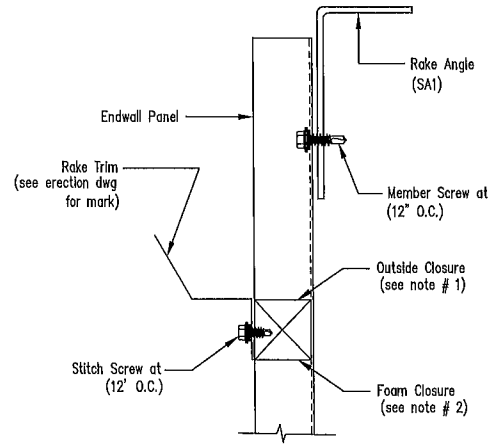 Rake Angle
(SA1)
Endwall Panel
Rake Trim
(see erection dwg
for mark)
Member Screw at
(12" O.C.)
Outside Closure
(see note # 1)
Stitch Screw at
(12' O.C.)
Foam Closure
(see note # 2)